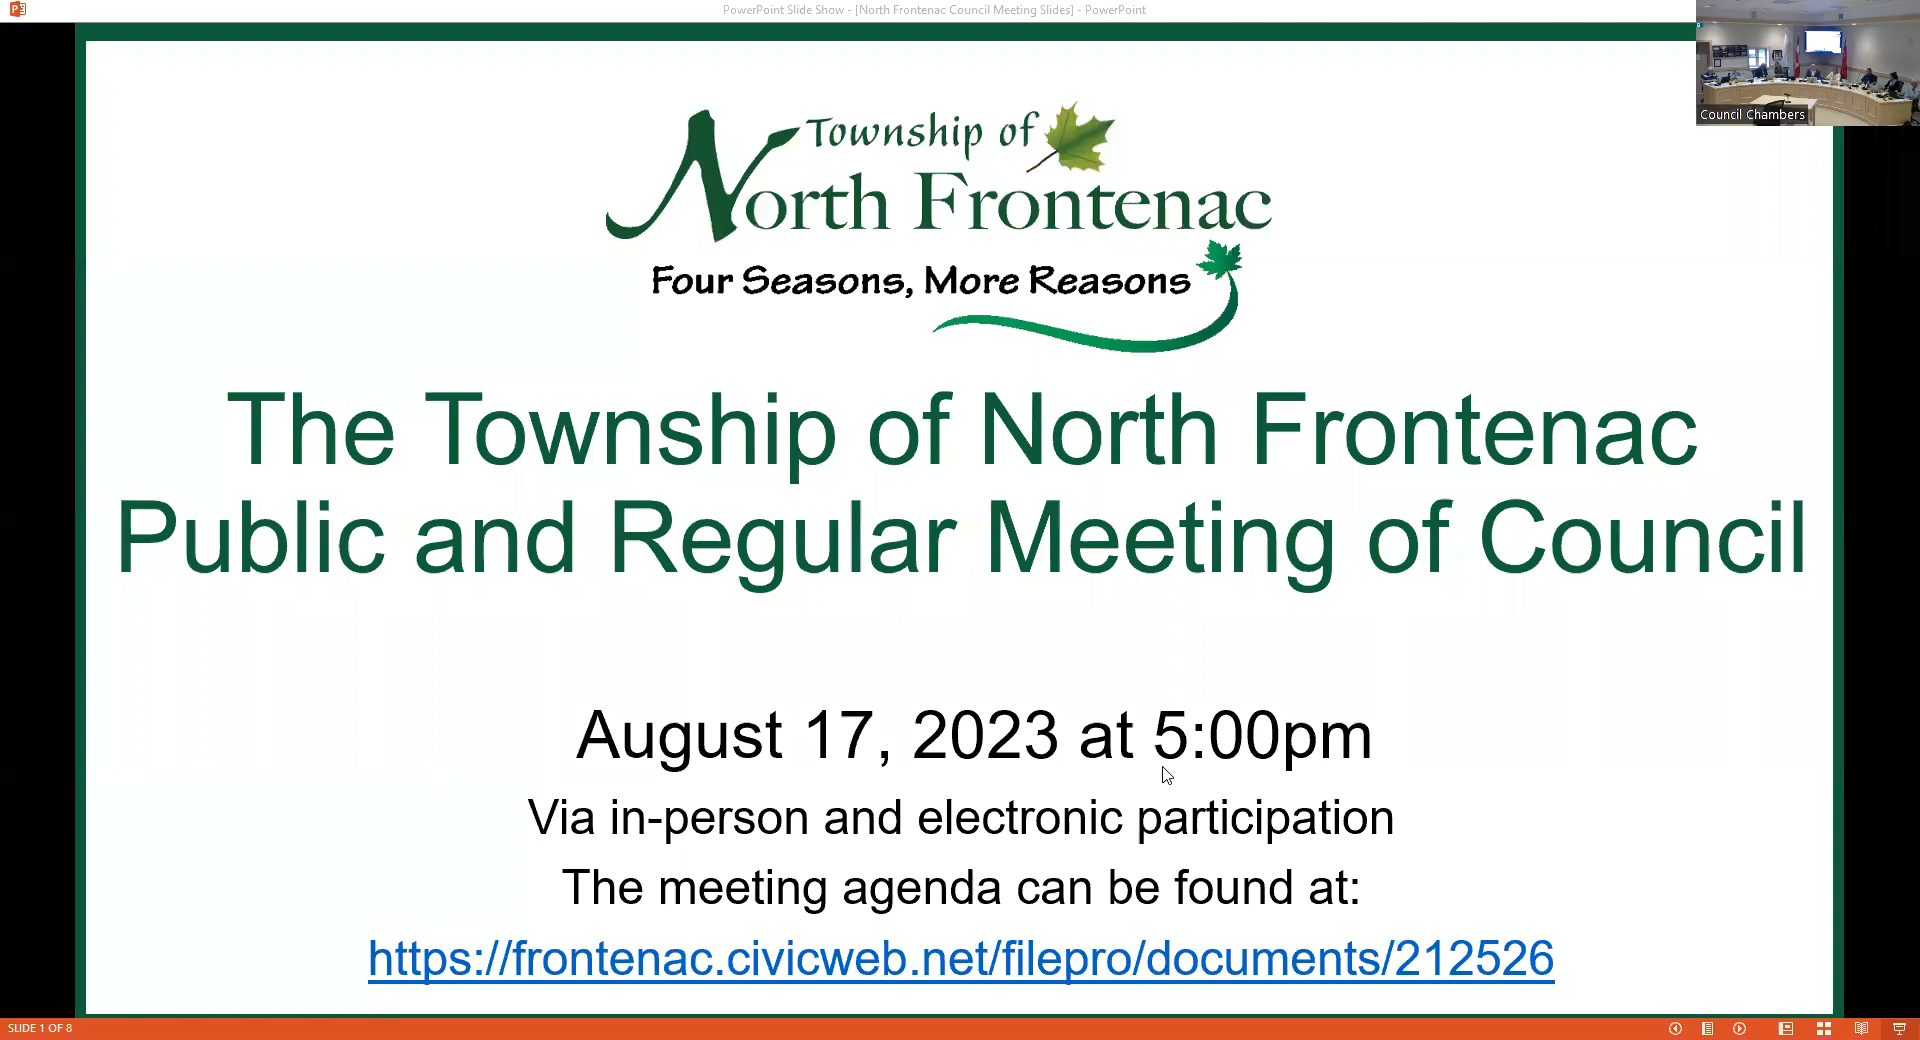 PowerPoint Slide Show - [North Frontenac Council Meeting Slides] - PowerPoint
Council Chambers
Township of
North Frontenac
Four Seasons, More Reasons
The Township of North Frontenac
Public and Regular Meeting of Council
August 17, 2023 at 5:00pm
Via in-person and electronic participation
The meeting agenda can be found at:
https://frontenac.civicweb.net/filepro/documents/212526
SLIDE 1 OF 8